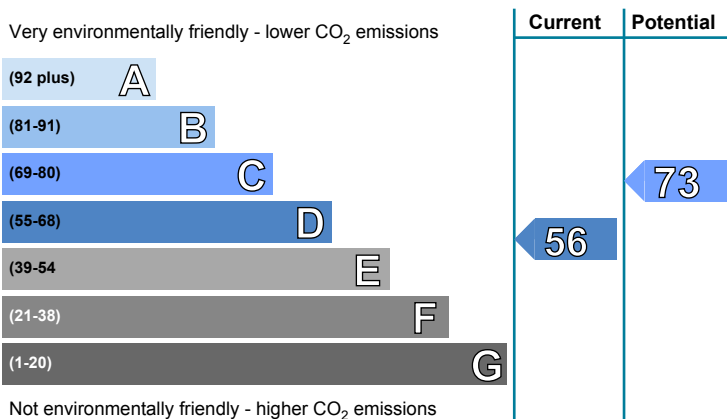 Very environmentally friendly - lower CO2 emissions
Current
Potential
(92 plus) A
(81-91) B
(69-80) C
73
(55-68) D
56
(39-54 E
(21-38) F
(1-20) G
Not environmentally friendly - higher CO2 emissions